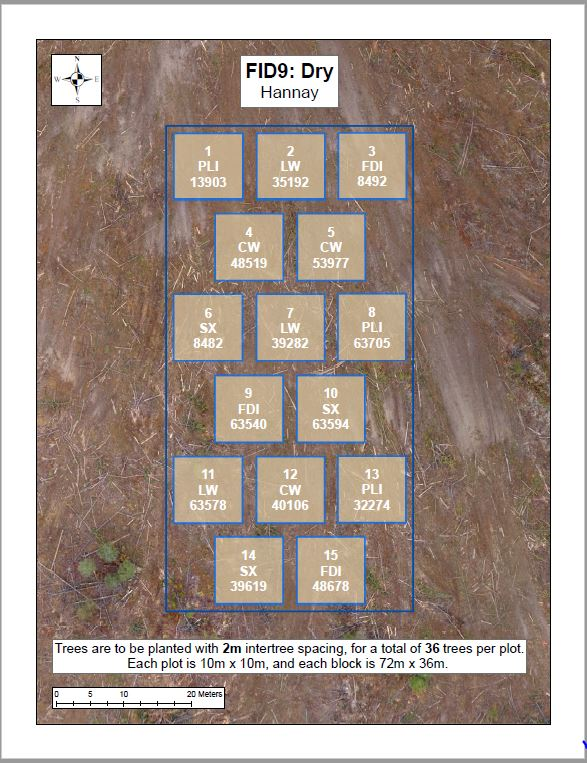 N
W E
S
FID9: Dry
Hannay
1
PLI
13903
2
LW
35192
3
FDI
8492
4
CW
48519
5
CW
53977
6
SX
8482
7
LW
39282
8
PLI
63705
9
FDI
63540
10
SX
63594
11
LW
63578
12
CW
40106
13
PLI
32274
14
SX
39619
15
FDI
48678
Trees are to be planted with 2m intertree spacing, for a total of 36 trees per plot.
Each plot is 10m x 10m, and each block is 72m x 36m.
0 5 10 20 Meters